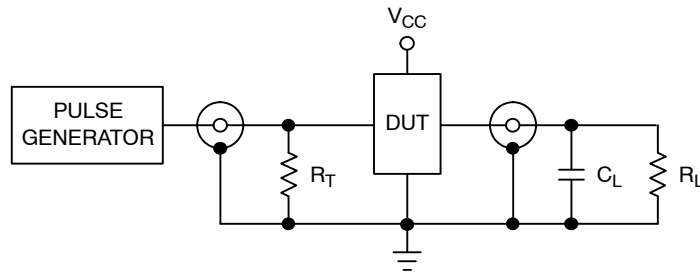 V_CC
PULSE
GENERATOR
DUT
R_T
C_L
R_L